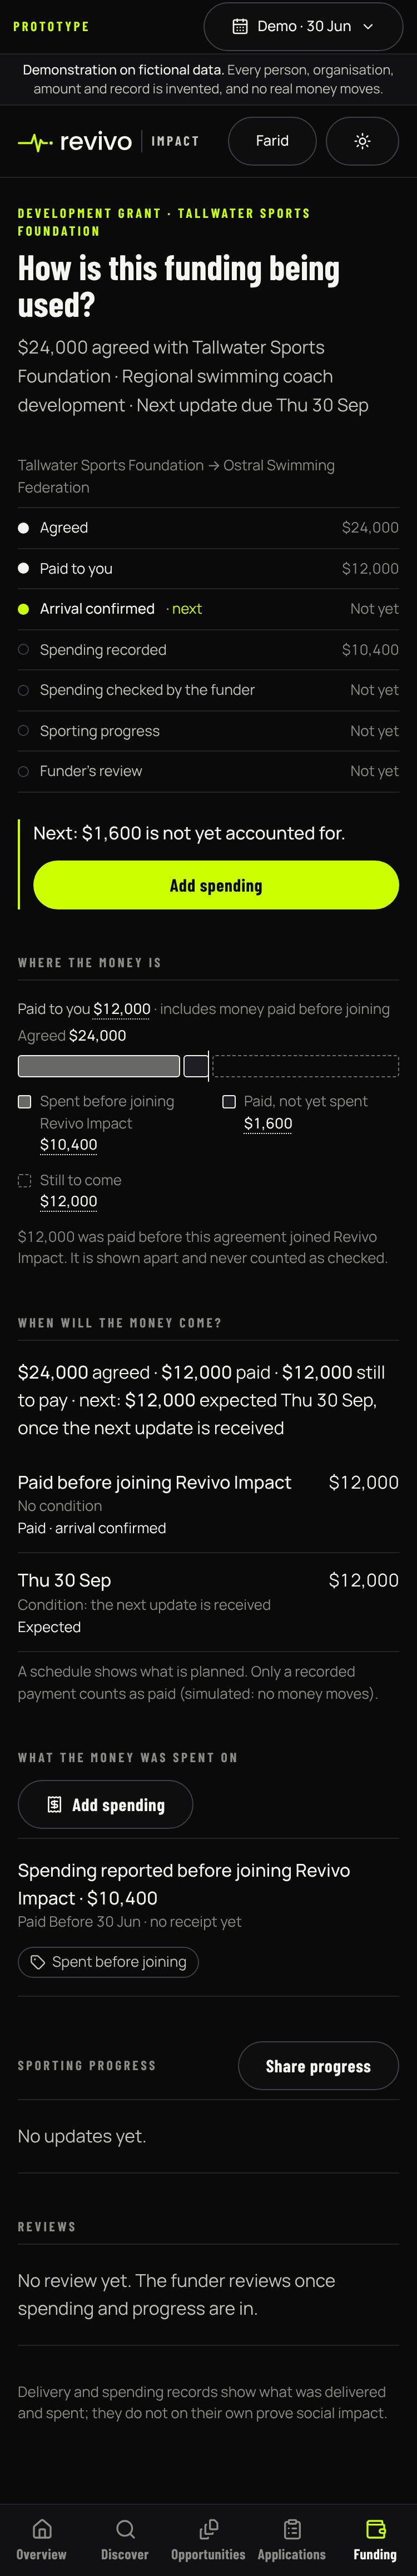 PROTOTYPE
Demo · 30 Jun
Demonstration on fictional data. Every person, organisation,
amount and record is invented, and no real money moves.
revivo
IMPACT
Farid
DEVELOPMENT GRANT · TALLWATER SPORTS
FOUNDATION
How is this funding being
used?
$24,000 agreed with Tallwater Sports
Foundation · Regional swimming coach
development · Next update due Thu 30 Sep
Tallwater Sports Foundation → Ostral Swimming
Federation
Agreed $24,000
Paid to you $12,000
Arrival confirmed · next Not yet
Spending recorded $10,400
Spending checked by the funder Not yet
Sporting progress Not yet
Funder's review Not yet
Next: $1,600 is not yet accounted for.
Add spending
WHERE THE MONEY IS
Paid to you $12,000 · includes money paid before joining
Agreed $24,000
Spent before joining
Revivo Impact
$10,400
Paid, not yet spent
$1,600
Still to come
$12,000
$12,000 was paid before this agreement joined Revivo
Impact. It is shown apart and never counted as checked.
WHEN WILL THE MONEY COME?
$24,000 agreed · $12,000 paid · $12,000 still
to pay · next: $12,000 expected Thu 30 Sep,
once the next update is received
Paid before joining Revivo Impact $12,000
No condition
Paid · arrival confirmed
Thu 30 Sep $12,000
Condition: the next update is received
Expected
A schedule shows what is planned. Only a recorded
payment counts as paid (simulated: no money moves).
WHAT THE MONEY WAS SPENT ON
Add spending
Spending reported before joining Revivo
Impact · $10,400
Paid Before 30 Jun · no receipt yet
Spent before joining
SPORTING PROGRESS
Share progress
No updates yet.
REVIEWS
No review yet. The funder reviews once
spending and progress are in.
Delivery and spending records show what was delivered
and spent; they do not on their own prove social impact.
Overview
Discover
Opportunities
Applications
Funding